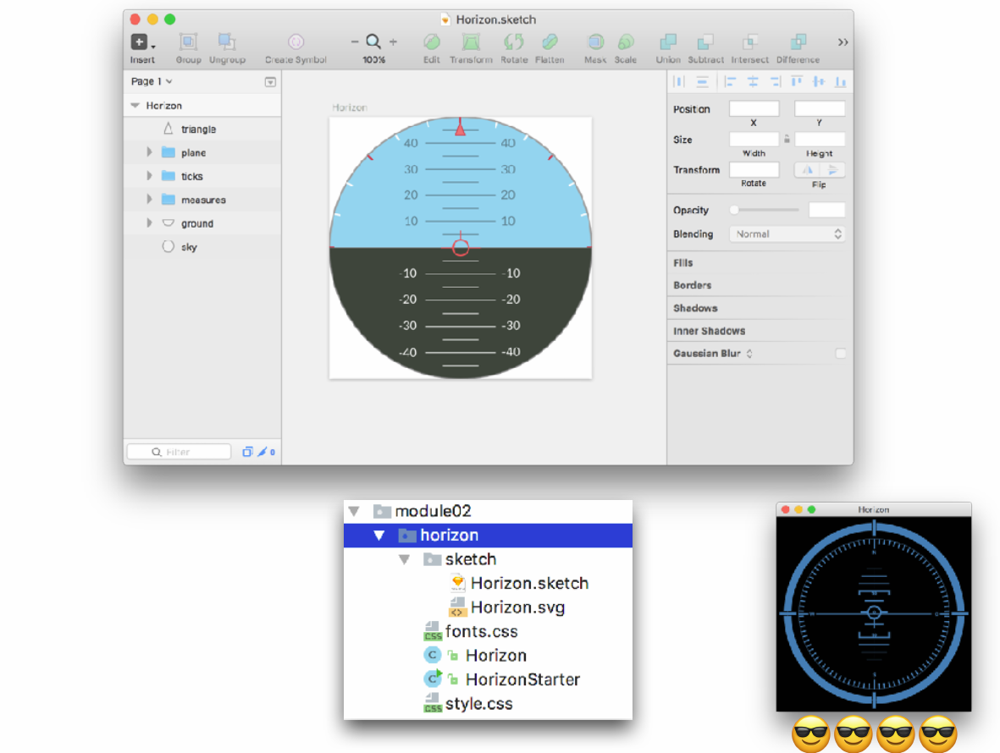 Horizon.sketch
Insert Group Ungroup Create Symbol 100% Edit Transform Rotate Flatten Mask Scale Union Subtract Intersect Difference
Page 1
Horizon
triangle
plane
ticks
measures
ground
sky
Filter
0
Horizon
40 40
30 30
20 20
10 10
-10 -10
-20 -20
-30 -30
-40 -40
Position
X Y
Size
Width Height
Transform
Rotate Flip
Opacity
Blending Normal
Fills
Borders
Shadows
Inner Shadows
Gaussian Blur
module02
horizon
sketch
Horizon.sketch
<> Horizon.svg
CSS fonts.css
C Horizon
C HorizonStarter
CSS style.css
Horizon
N
S